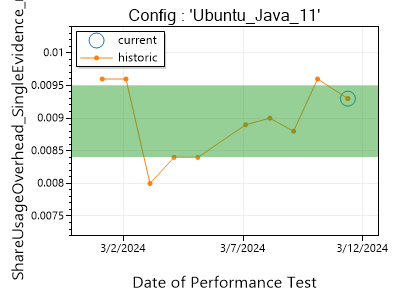 Config : 'Ubuntu_Java_11'
current
historic
0.01
0.0095
0.009
0.0085
0.008
0.0075
ShareUsageOverhead_SingleEvidence_
3/2/2024
3/7/2024
3/12/2024
Date of Performance Test